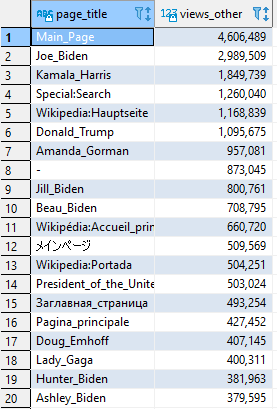 page_title views_other
1 Main_Page 4,606,489
2 Joe_Biden 2,989,509
3 Kamala_Harris 1,849,739
4 Special:Search 1,260,040
5 Wikipedia:Hauptseite 1,168,839
6 Donald_Trump 1,095,675
7 Amanda_Gorman 957,081
8 - 873,045
9 Jill_Biden 800,761
10 Beau_Biden 708,795
11 Wikipédia:Accueil_prin 660,720
12 メインページ 509,569
13 Wikipedia:Portada 504,251
14 President_of_the_Unite 503,024
15 Заглавная_страница 493,254
16 Pagina_principale 427,452
17 Doug_Emhoff 407,145
18 Lady_Gaga 400,311
19 Hunter_Biden 381,963
20 Ashley_Biden 379,595